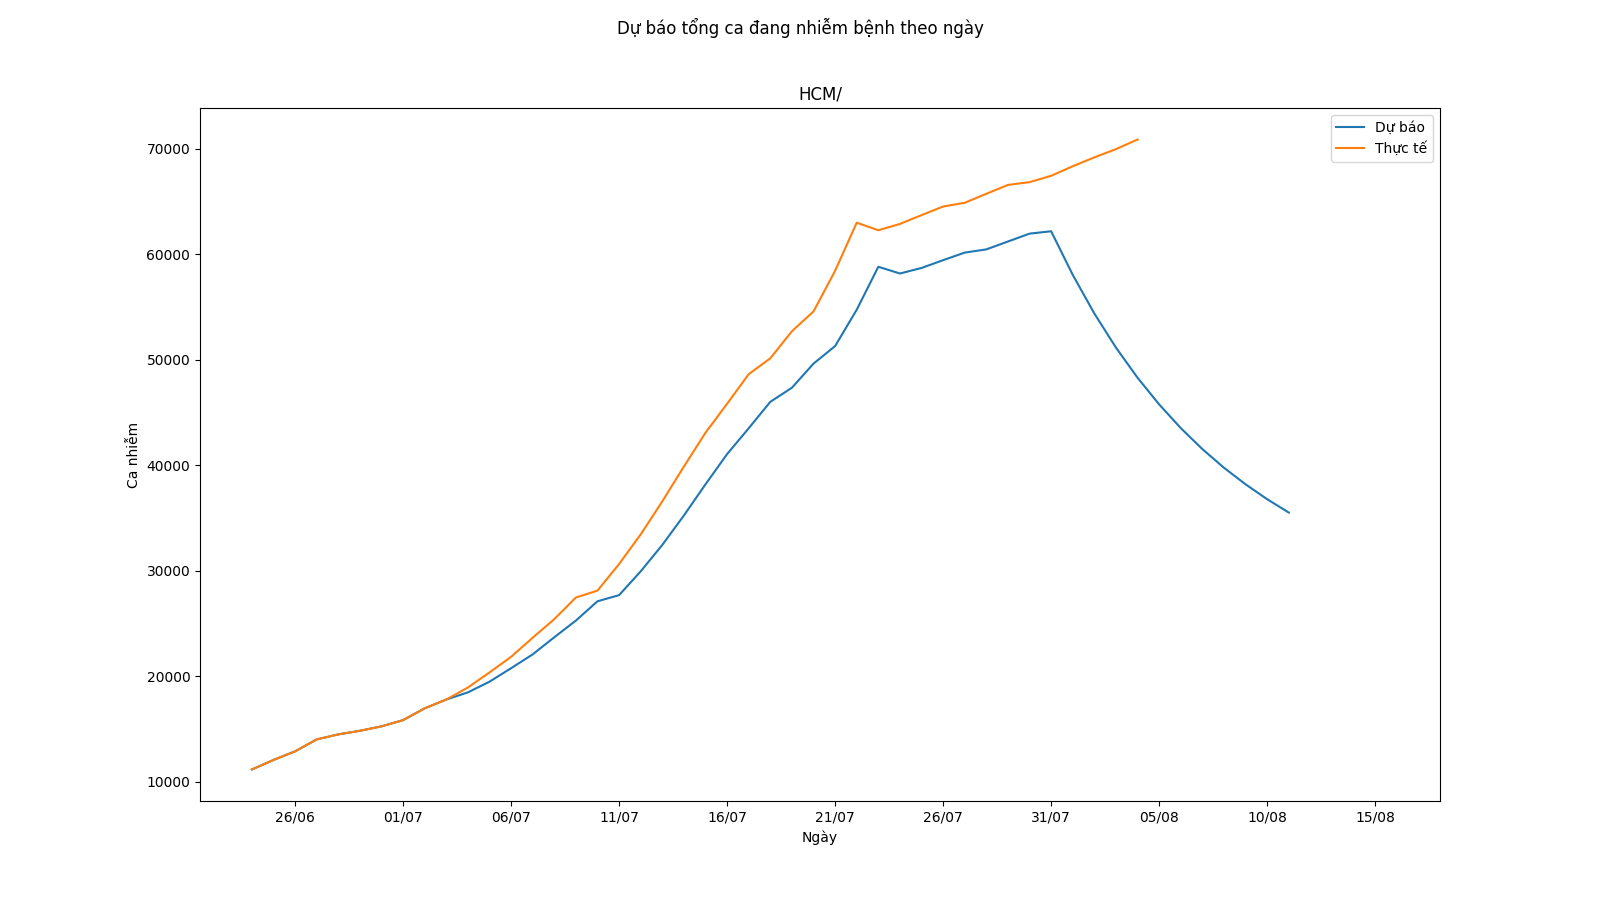 Dự báo tổng ca đang nhiễm bệnh theo ngày
HCM/
Dự báo
Thực tế
70000
60000
50000
40000
30000
20000
10000
Ca nhiễm
26/06 01/07 06/07 11/07 16/07 21/07 26/07 31/07 05/08 10/08 15/08
Ngày